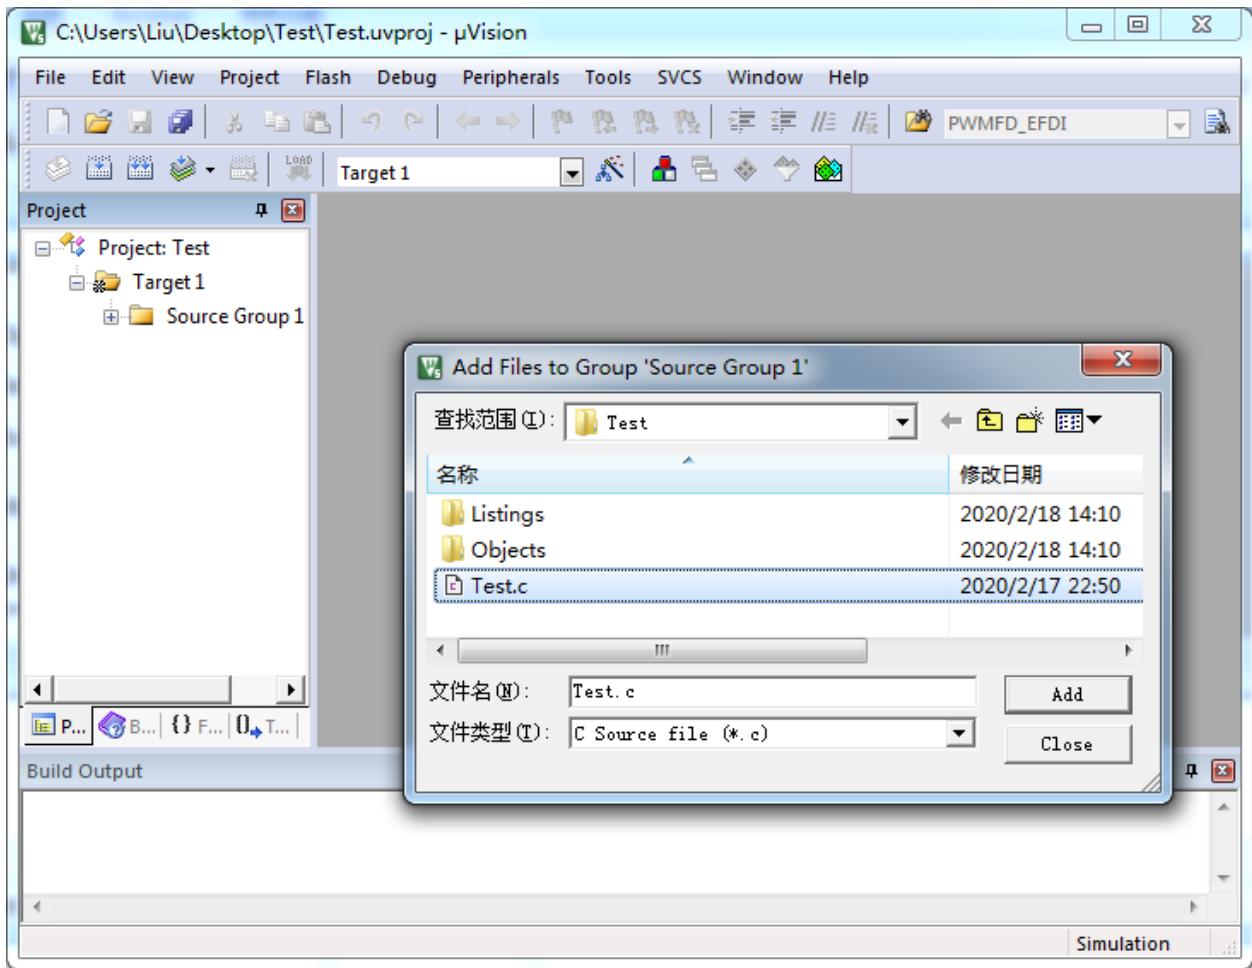 C:\Users\Liu\Desktop\Test\Test.uvproj - µVision
File Edit View Project Flash Debug Peripherals Tools SVCS Window Help
PWMFD_EFDI
LOAD
Target 1
Project
Project: Test
Target 1
Source Group 1
Add Files to Group 'Source Group 1'
查找范围(I): Test
名称 修改日期
Listings 2020/2/18 14:10
Objects 2020/2/18 14:10
Test.c 2020/2/17 22:50
文件名(N): Test.c Add
文件类型(T): C Source file (*.c) Close
P... B... {} F... 0 T...
Build Output
Simulation